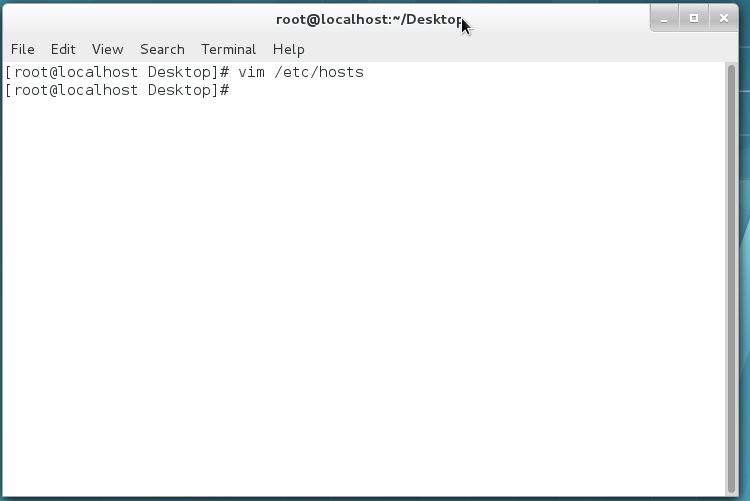 root@localhost:~/Desktop
File Edit View Search Terminal Help
[root@localhost Desktop]# vim /etc/hosts
[root@localhost Desktop]#